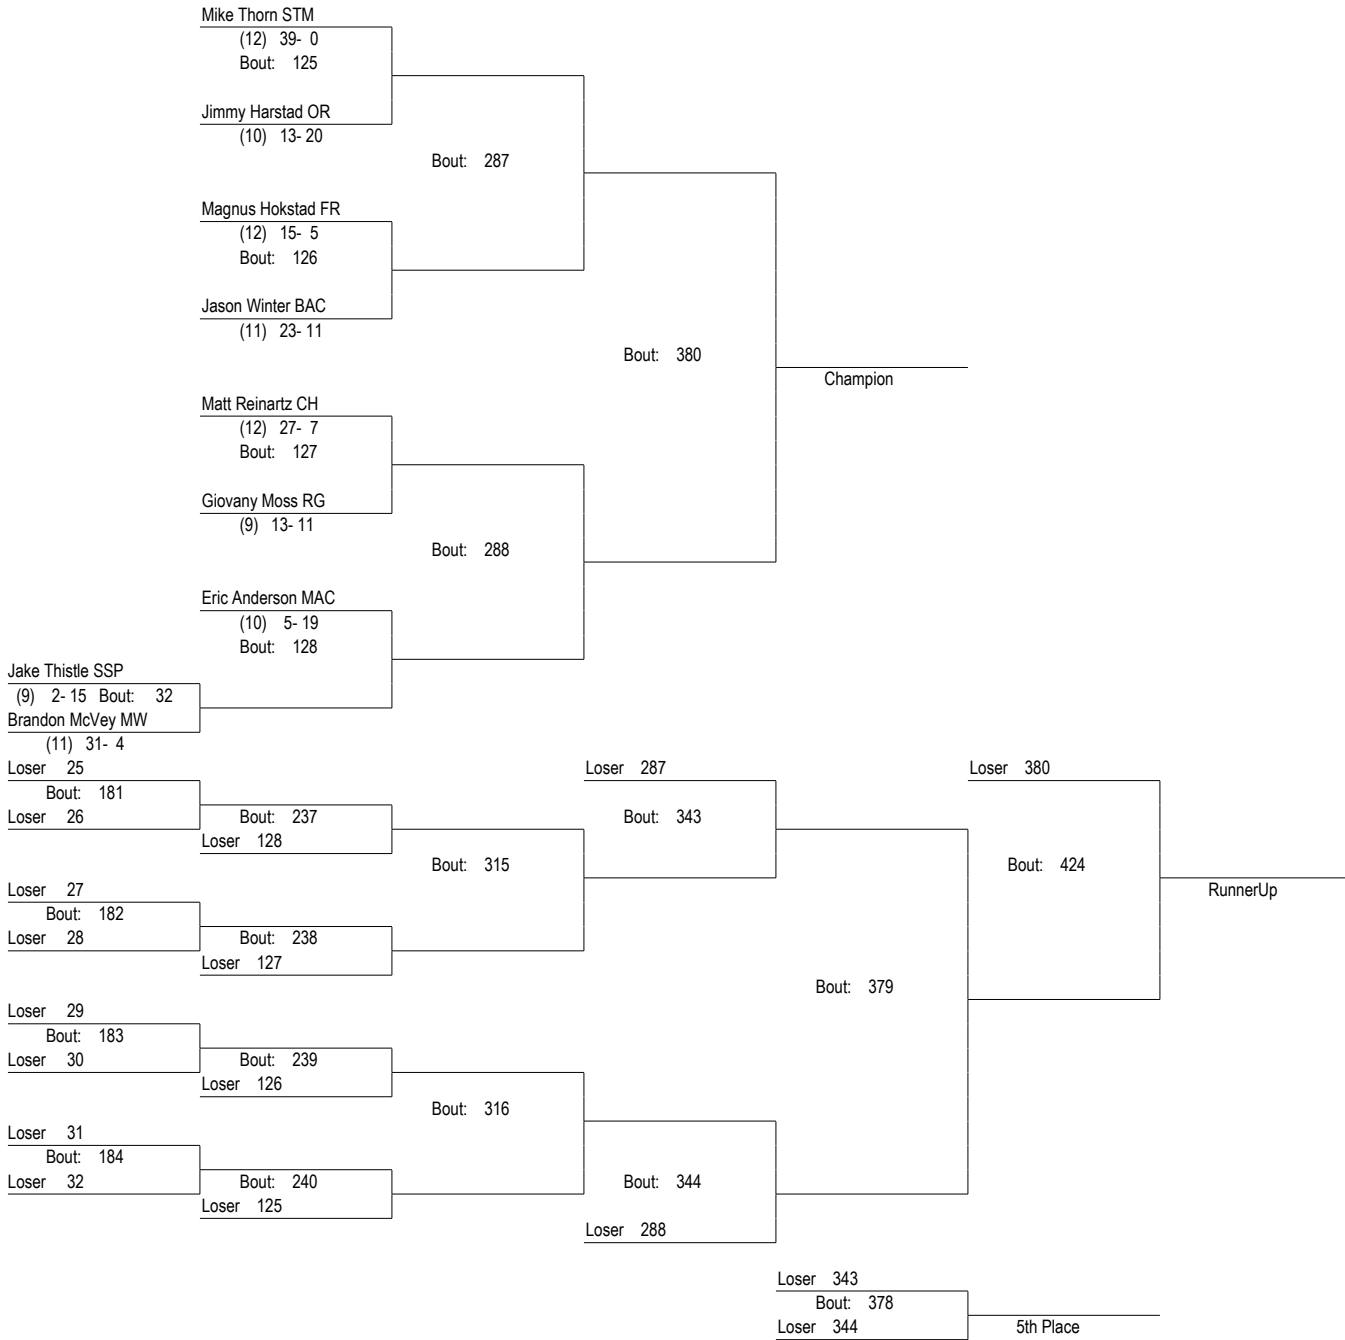 Mike Thorn STM
(12) 39- 0
Bout: 125
Jimmy Harstad OR
(10) 13- 20
Bout: 287
Magnus Hokstad FR
(12) 15- 5
Bout: 126
Jason Winter BAC
(11) 23- 11
Bout: 380
Champion
Matt Reinartz CH
(12) 27- 7
Bout: 127
Giovany Moss RG
(9) 13- 11
Bout: 288
Eric Anderson MAC
(10) 5- 19
Bout: 128
Jake Thistle SSP
(9) 2- 15 Bout: 32
Brandon McVey MW
(11) 31- 4
Loser 25
Bout: 181
Loser 26
Bout: 237
Loser 128
Loser 287
Bout: 343
Loser 380
Bout: 315
Bout: 424
RunnerUp
Loser 27
Bout: 182
Loser 28
Bout: 238
Loser 127
Bout: 379
Loser 29
Bout: 183
Loser 30
Bout: 239
Loser 126
Bout: 316
Loser 31
Bout: 184
Loser 32
Bout: 240
Loser 125
Bout: 344
Loser 288
Loser 343
Bout: 378
Loser 344
5th Place